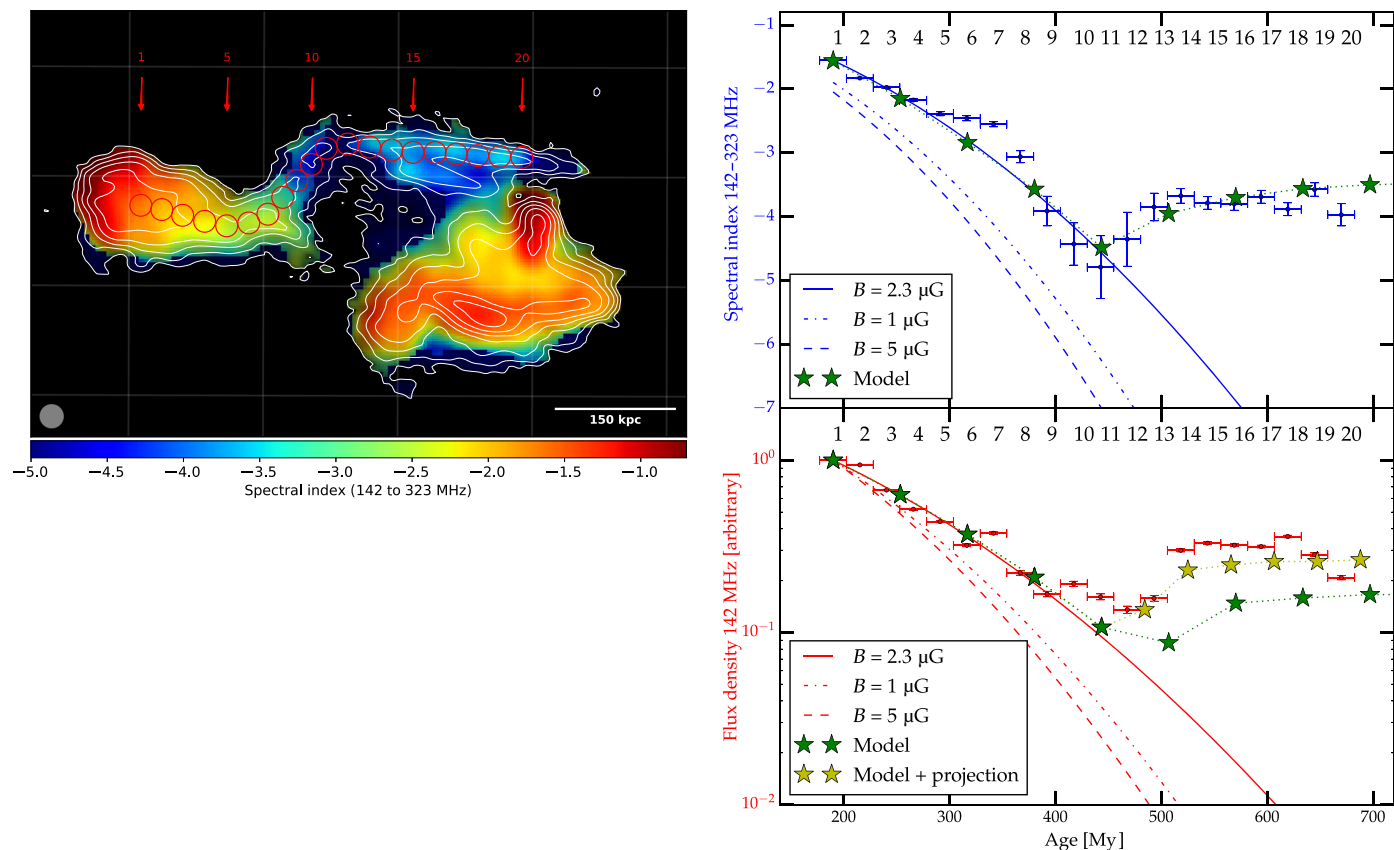 1 5 10 15 20
150 kpc
−5.0 −4.5 −4.0 −3.5 −3.0 −2.5 −2.0 −1.5 −1.0
Spectral index (142 to 323 MHz)
1 2 3 4 5 6 7 8 9 10 11 12 13 14 15 16 17 18 19 20
−1
−2
−3
−4
−5
−6
−7
Spectral index 142–323 MHz
B = 2.3 μG
B = 1 μG
B = 5 μG
Model
1 2 3 4 5 6 7 8 9 10 11 12 13 14 15 16 17 18 19 20
10^0
10^-1
10^-2
Flux density 142 MHz [arbitrary]
B = 2.3 μG
B = 1 μG
B = 5 μG
Model
Model + projection
200 300 400 500 600 700
Age [My]